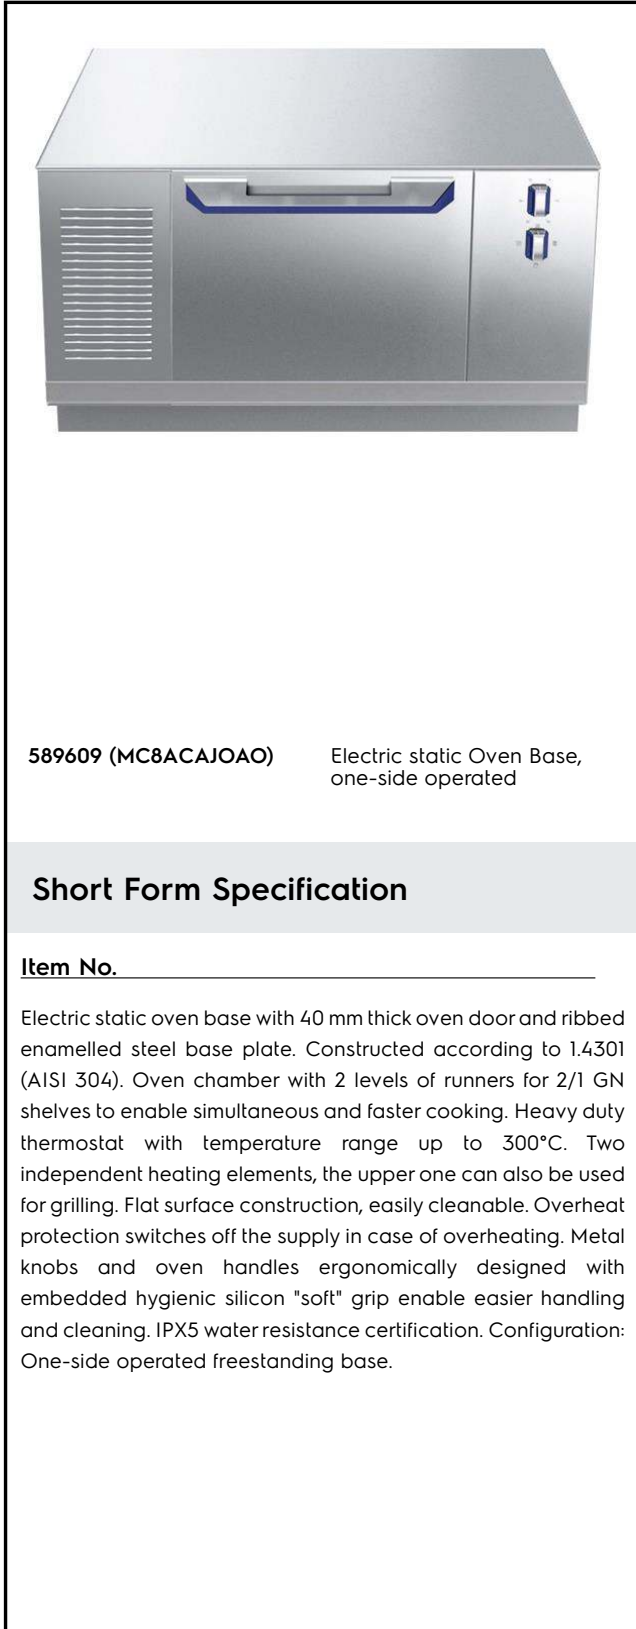 589609 (MC8ACAJOAO)
Electric static Oven Base,
one-side operated
Short Form Specification
Item No.
Electric static oven base with 40 mm thick oven door and ribbed
enamelled steel base plate. Constructed according to 1.4301
(AISI 304). Oven chamber with 2 levels of runners for 2/1 GN
shelves to enable simultaneous and faster cooking. Heavy duty
thermostat with temperature range up to 300°C. Two
independent heating elements, the upper one can also be used
for grilling. Flat surface construction, easily cleanable. Overheat
protection switches off the supply in case of overheating. Metal
knobs and oven handles ergonomically designed with
embedded hygienic silicon "soft" grip enable easier handling
and cleaning. IPX5 water resistance certification. Configuration:
One-side operated freestanding base.